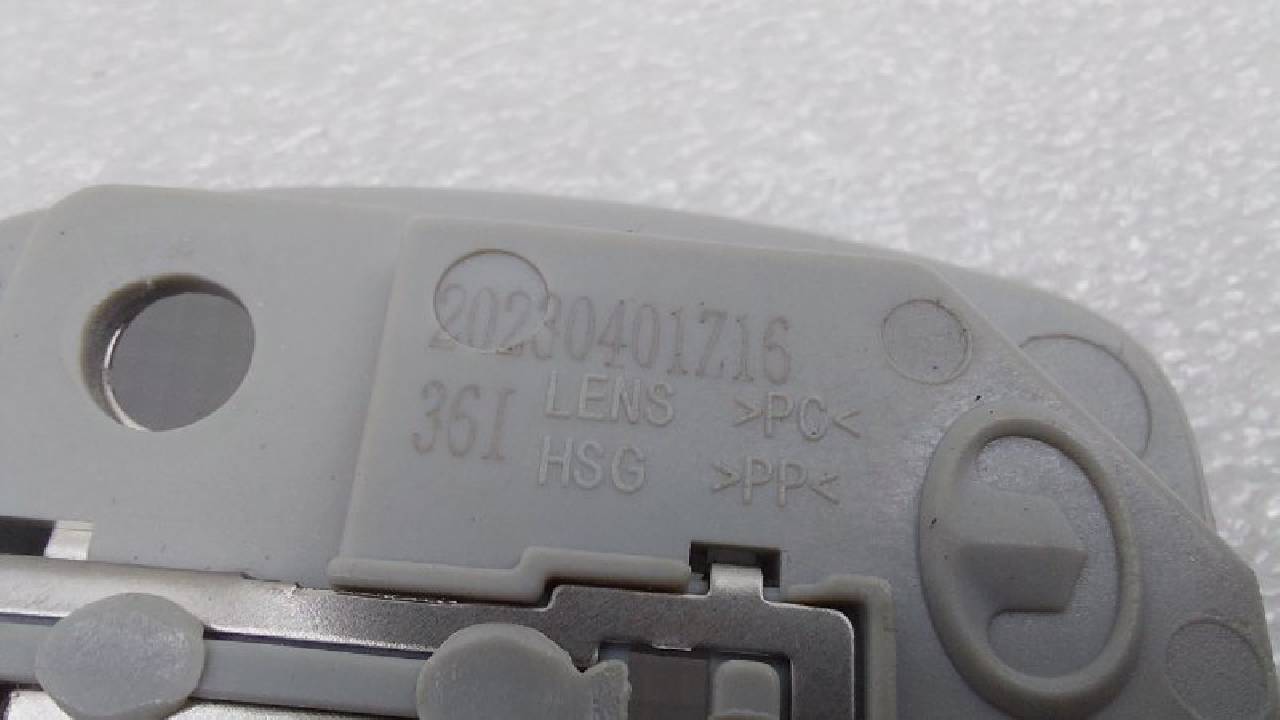 20230401Z16
36I
LENS >PC<
HSG >PP<